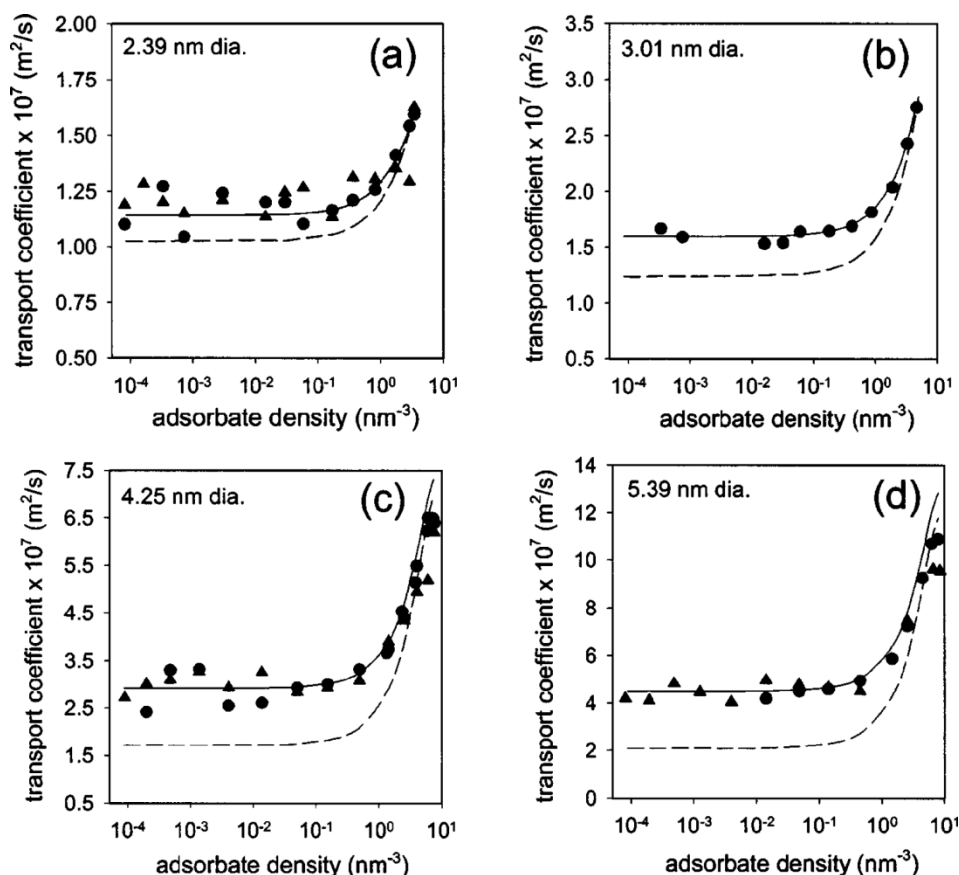 2.39 nm dia.
(a)
transport coefficient x 10⁷ (m²/s)
2.00
1.75
1.50
1.25
1.00
0.75
0.50
10⁻⁴ 10⁻³ 10⁻² 10⁻¹ 10⁰ 10¹
adsorbate density (nm⁻³)
3.01 nm dia.
(b)
transport coefficient x 10⁷ (m²/s)
3.5
3.0
2.5
2.0
1.5
1.0
0.5
10⁻⁴ 10⁻³ 10⁻² 10⁻¹ 10⁰ 10¹
adsorbate density (nm⁻³)
4.25 nm dia.
(c)
transport coefficient x 10⁷ (m²/s)
7.5
6.5
5.5
4.5
3.5
2.5
1.5
0.5
10⁻⁴ 10⁻³ 10⁻² 10⁻¹ 10⁰ 10¹
adsorbate density (nm⁻³)
5.39 nm dia.
(d)
transport coefficient x 10⁷ (m²/s)
14
12
10
8
6
4
2
0
10⁻⁴ 10⁻³ 10⁻² 10⁻¹ 10⁰ 10¹
adsorbate density (nm⁻³)